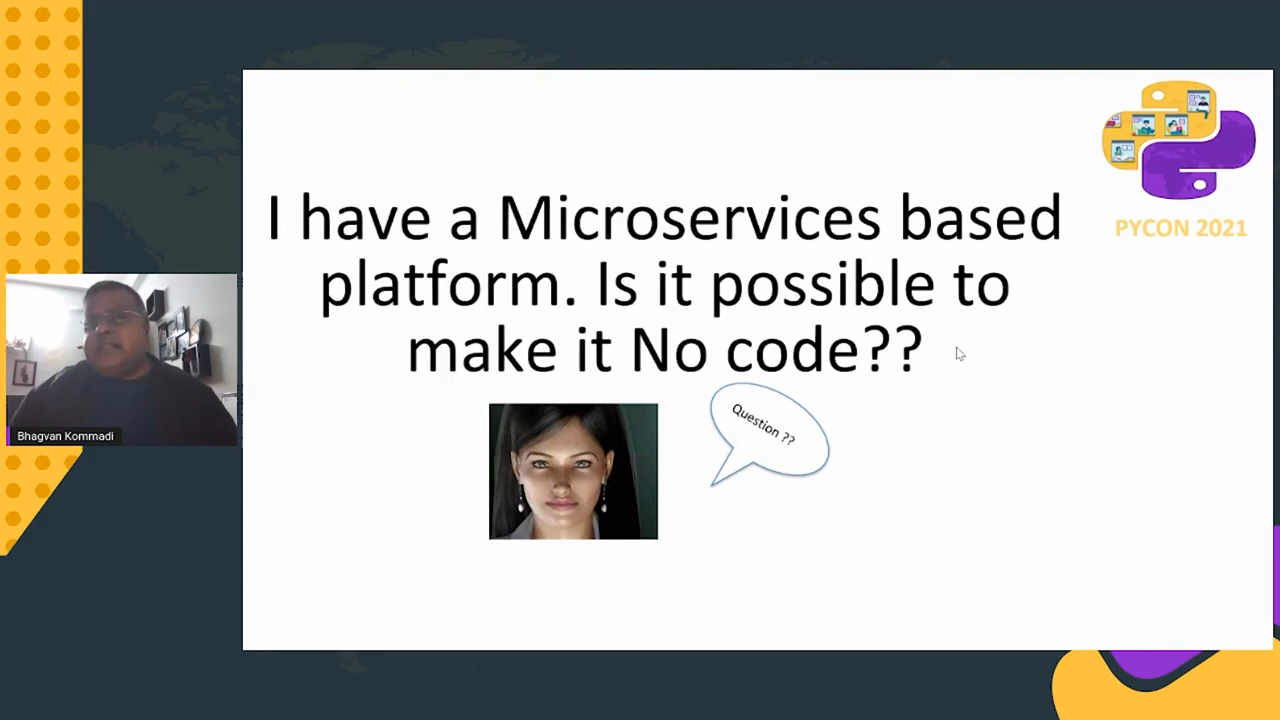 I have a Microservices based
platform. Is it possible to
make it No code??
PYCON 2021
Question ??
Bhagvan Kommadi